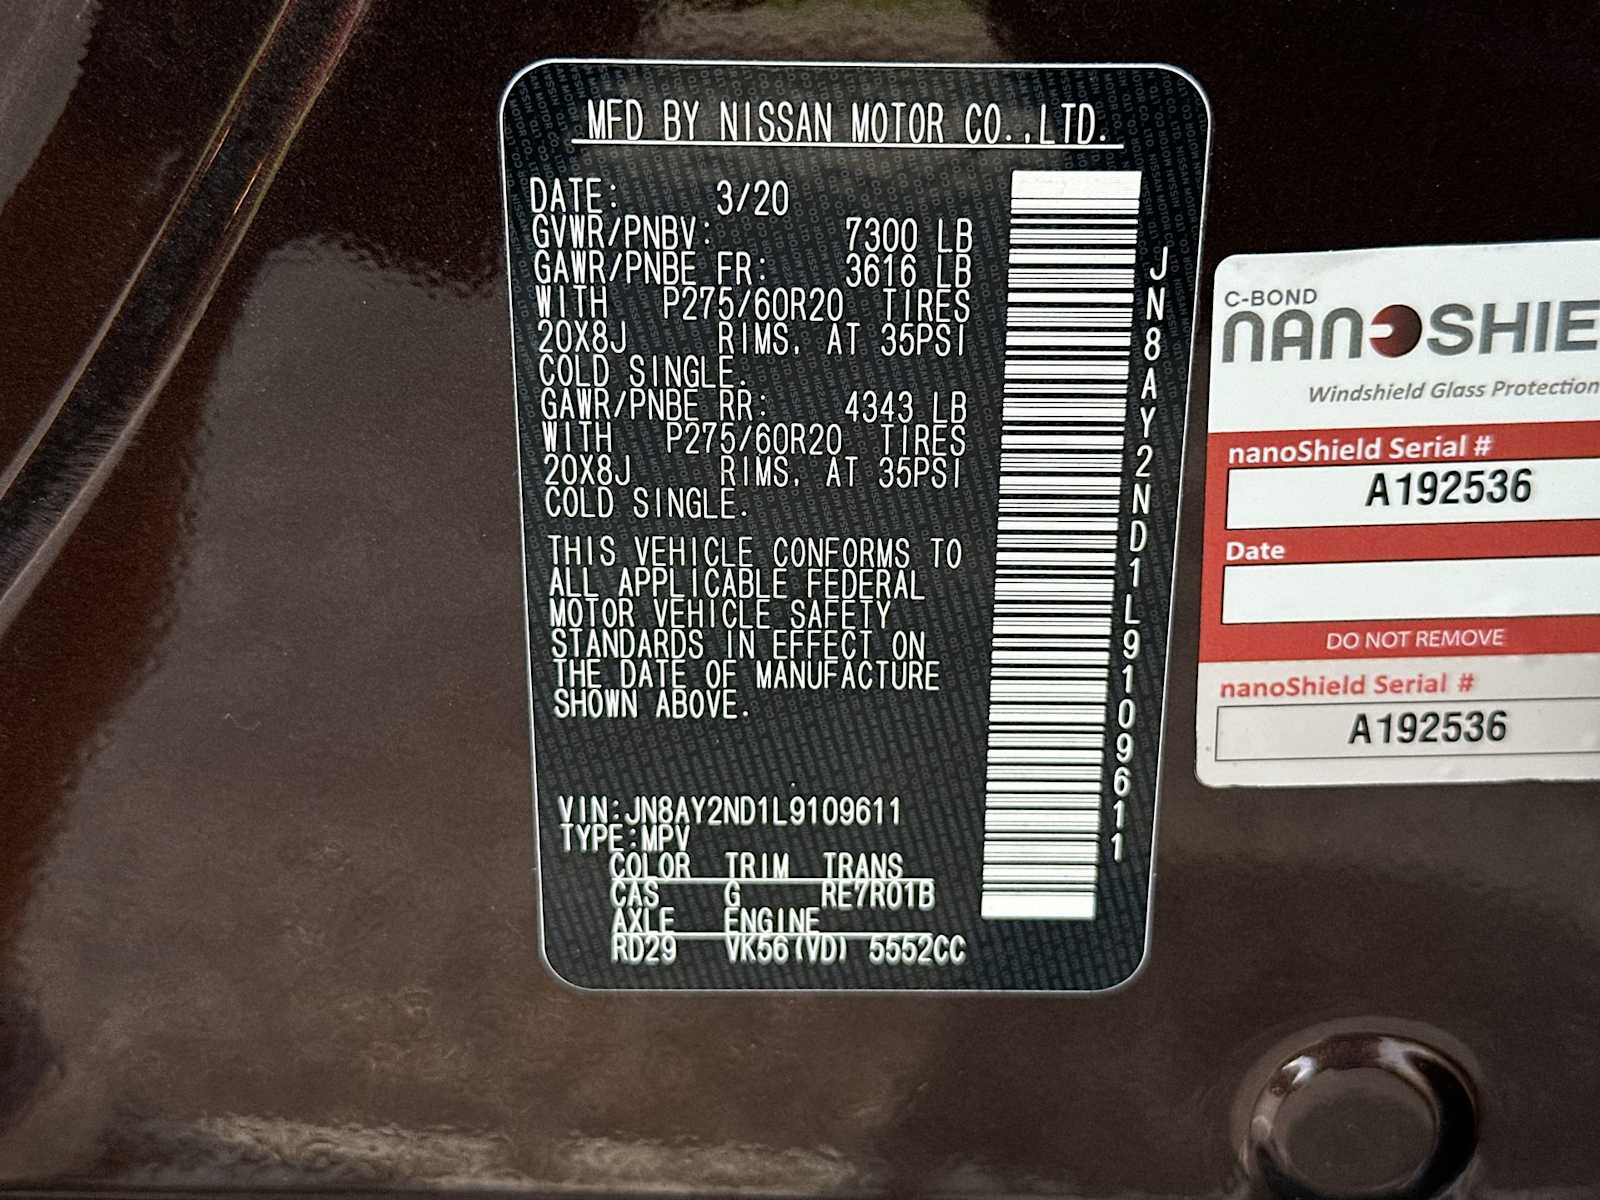 MFD BY NISSAN MOTOR CO.,LTD.
DATE: 3/20
GVWR/PNBV: 7300 LB
GAWR/PNBE FR: 3616 LB
WITH P275/60R20 TIRES
20X8J RIMS. AT 35PSI
COLD SINGLE.
GAWR/PNBE RR: 4343 LB
WITH P275/60R20 TIRES
20X8J RIMS. AT 35PSI
COLD SINGLE.
THIS VEHICLE CONFORMS TO
ALL APPLICABLE FEDERAL
MOTOR VEHICLE SAFETY
STANDARDS IN EFFECT ON
THE DATE OF MANUFACTURE
SHOWN ABOVE.
VIN:JN8AY2ND1L9109611
TYPE:MPV
COLOR TRIM TRANS
CAS G RE7R01B
AXLE ENGINE
RD29 VK56(VD) 5552CC
JN8AY2ND1L9109611
C-BOND
NANOSHIE
Windshield Glass Protection
nanoShield Serial #
A192536
Date
DO NOT REMOVE
nanoShield Serial #
A192536